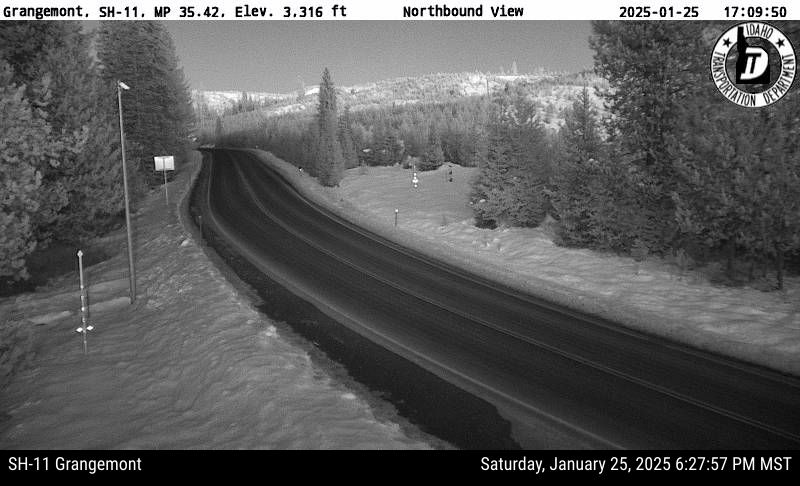 Grangemont, SH-11, MP 35.42, Elev. 3,316 ft Northbound View 2025-01-25 17:09:50
IDAHO
TRANSPORTATION DEPARTMENT
SH-11 Grangemont Saturday, January 25, 2025 6:27:57 PM MST